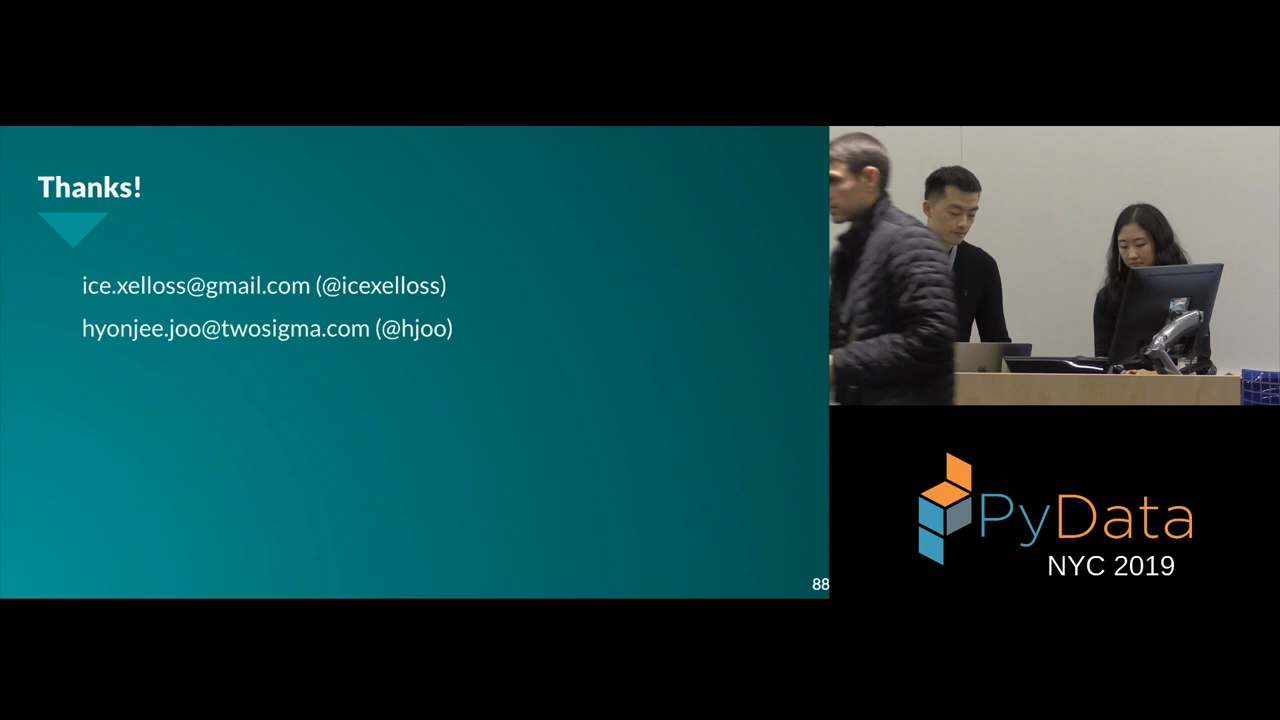 Thanks!
ice.xelloss@gmail.com (@icexelloss)
hyonjee.joo@twosigma.com (@hjoo)
88
PyData
NYC 2019